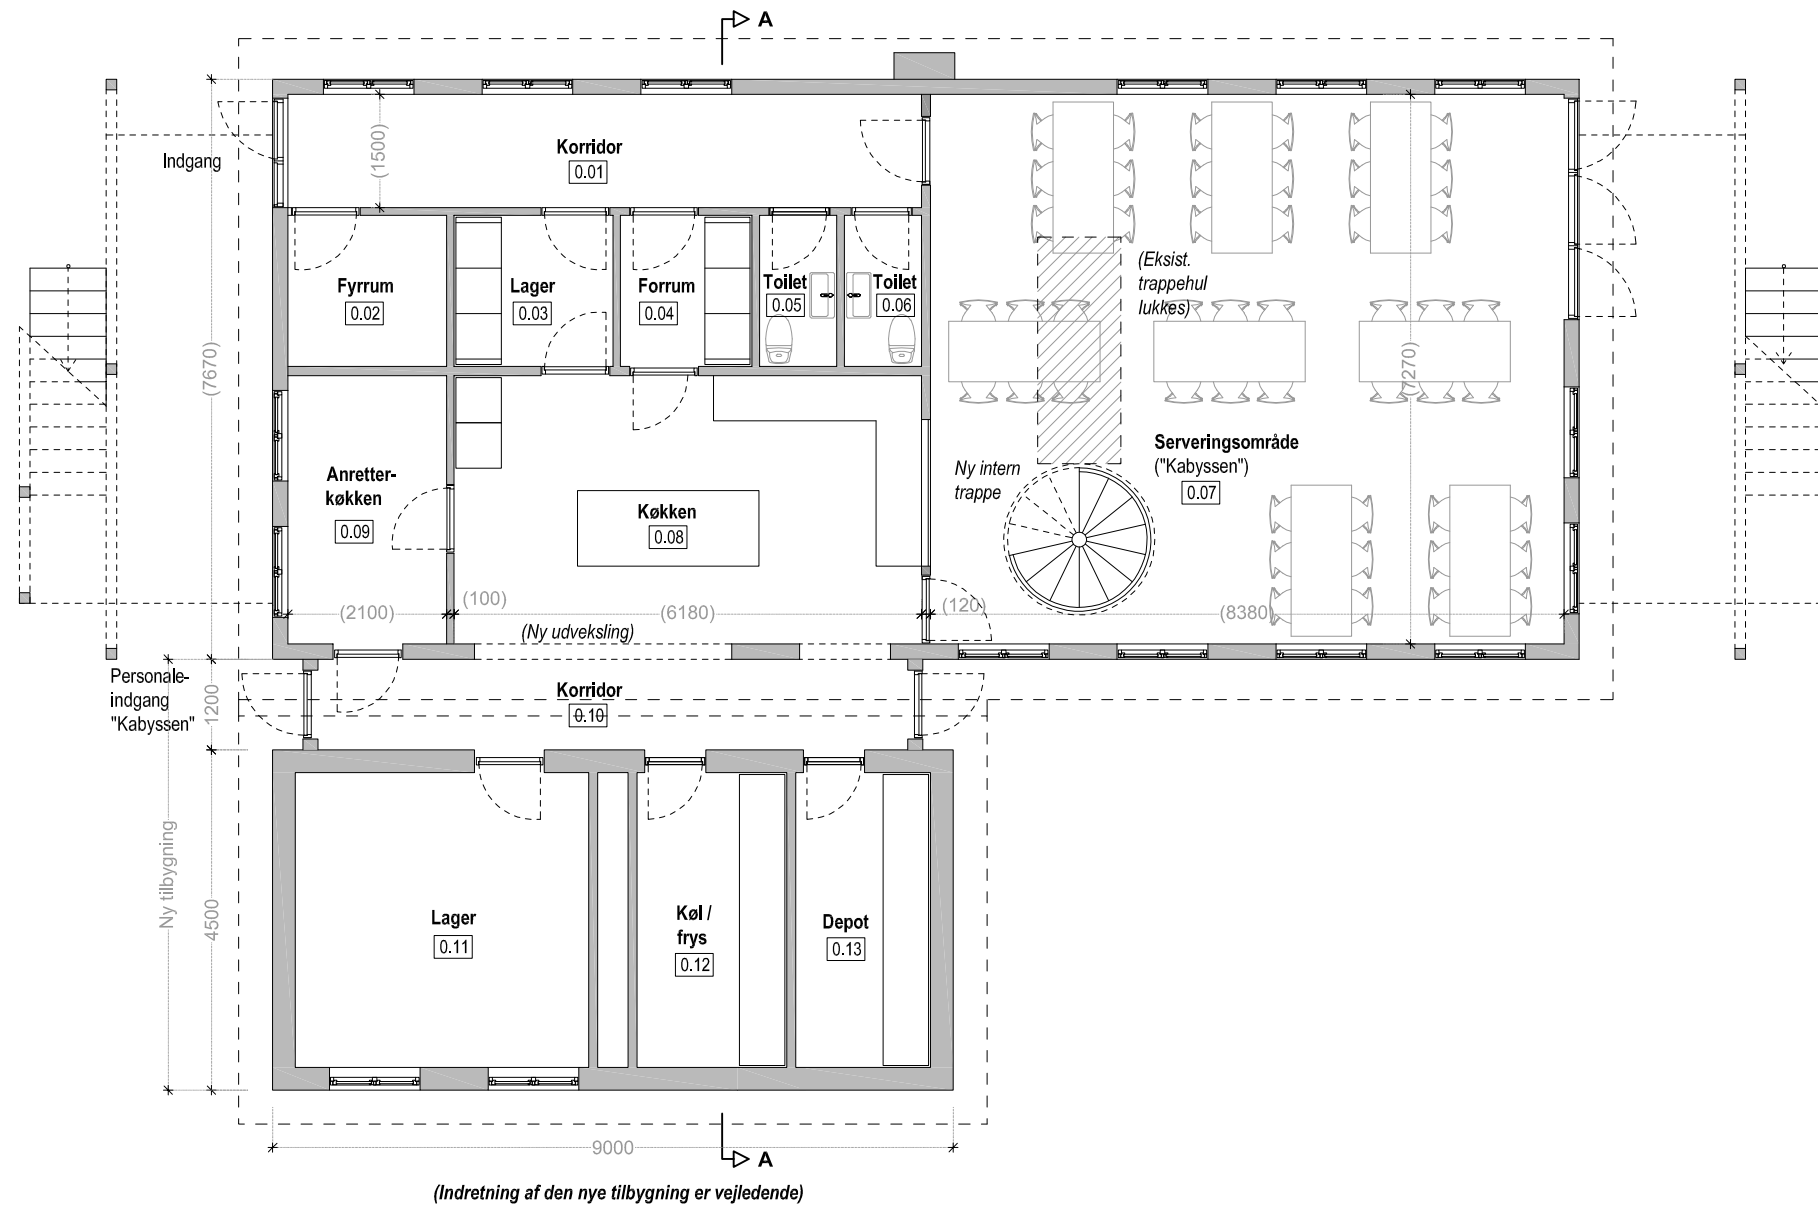 A
Indgang
Korridor
0.01
(1500)
Fyrrum
0.02
Lager
0.03
Forrum
0.04
Toilet
0.05
Toilet
0.06
(Eksist.
trappehul
lukkes)
(7670)
(7270)
Anretter-
køkken
0.09
Køkken
0.08
Ny intern
trappe
Serveringsområde
("Kabyssen")
0.07
(2100)
(100)
(6180)
(120)
(8380)
(Ny udveksling)
Personale-
indgang
"Kabyssen"
1200
Korridor
0.10
Ny tilbygning
4500
Lager
0.11
Køl /
frys
0.12
Depot
0.13
9000
A
(Indretning af den nye tilbygning er vejledende)